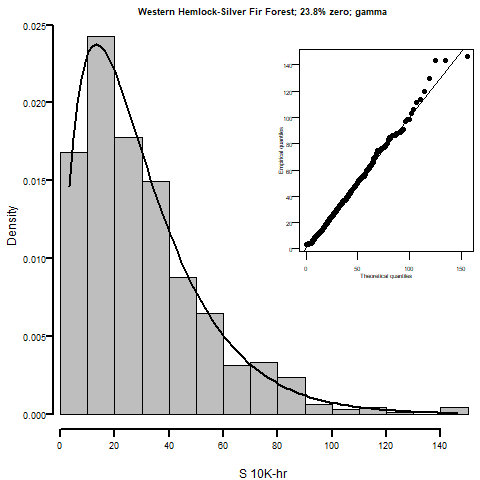 Western Hemlock-Silver Fir Forest; 23.8% zero; gamma
0.025
0.020
0.015
0.010
0.005
0.000
Density
0 20 40 60 80 100 120 140
S 10K-hr
140
120
100
80
60
40
20
0
Empirical quantiles
0 50 100 150
Theoretical quantiles